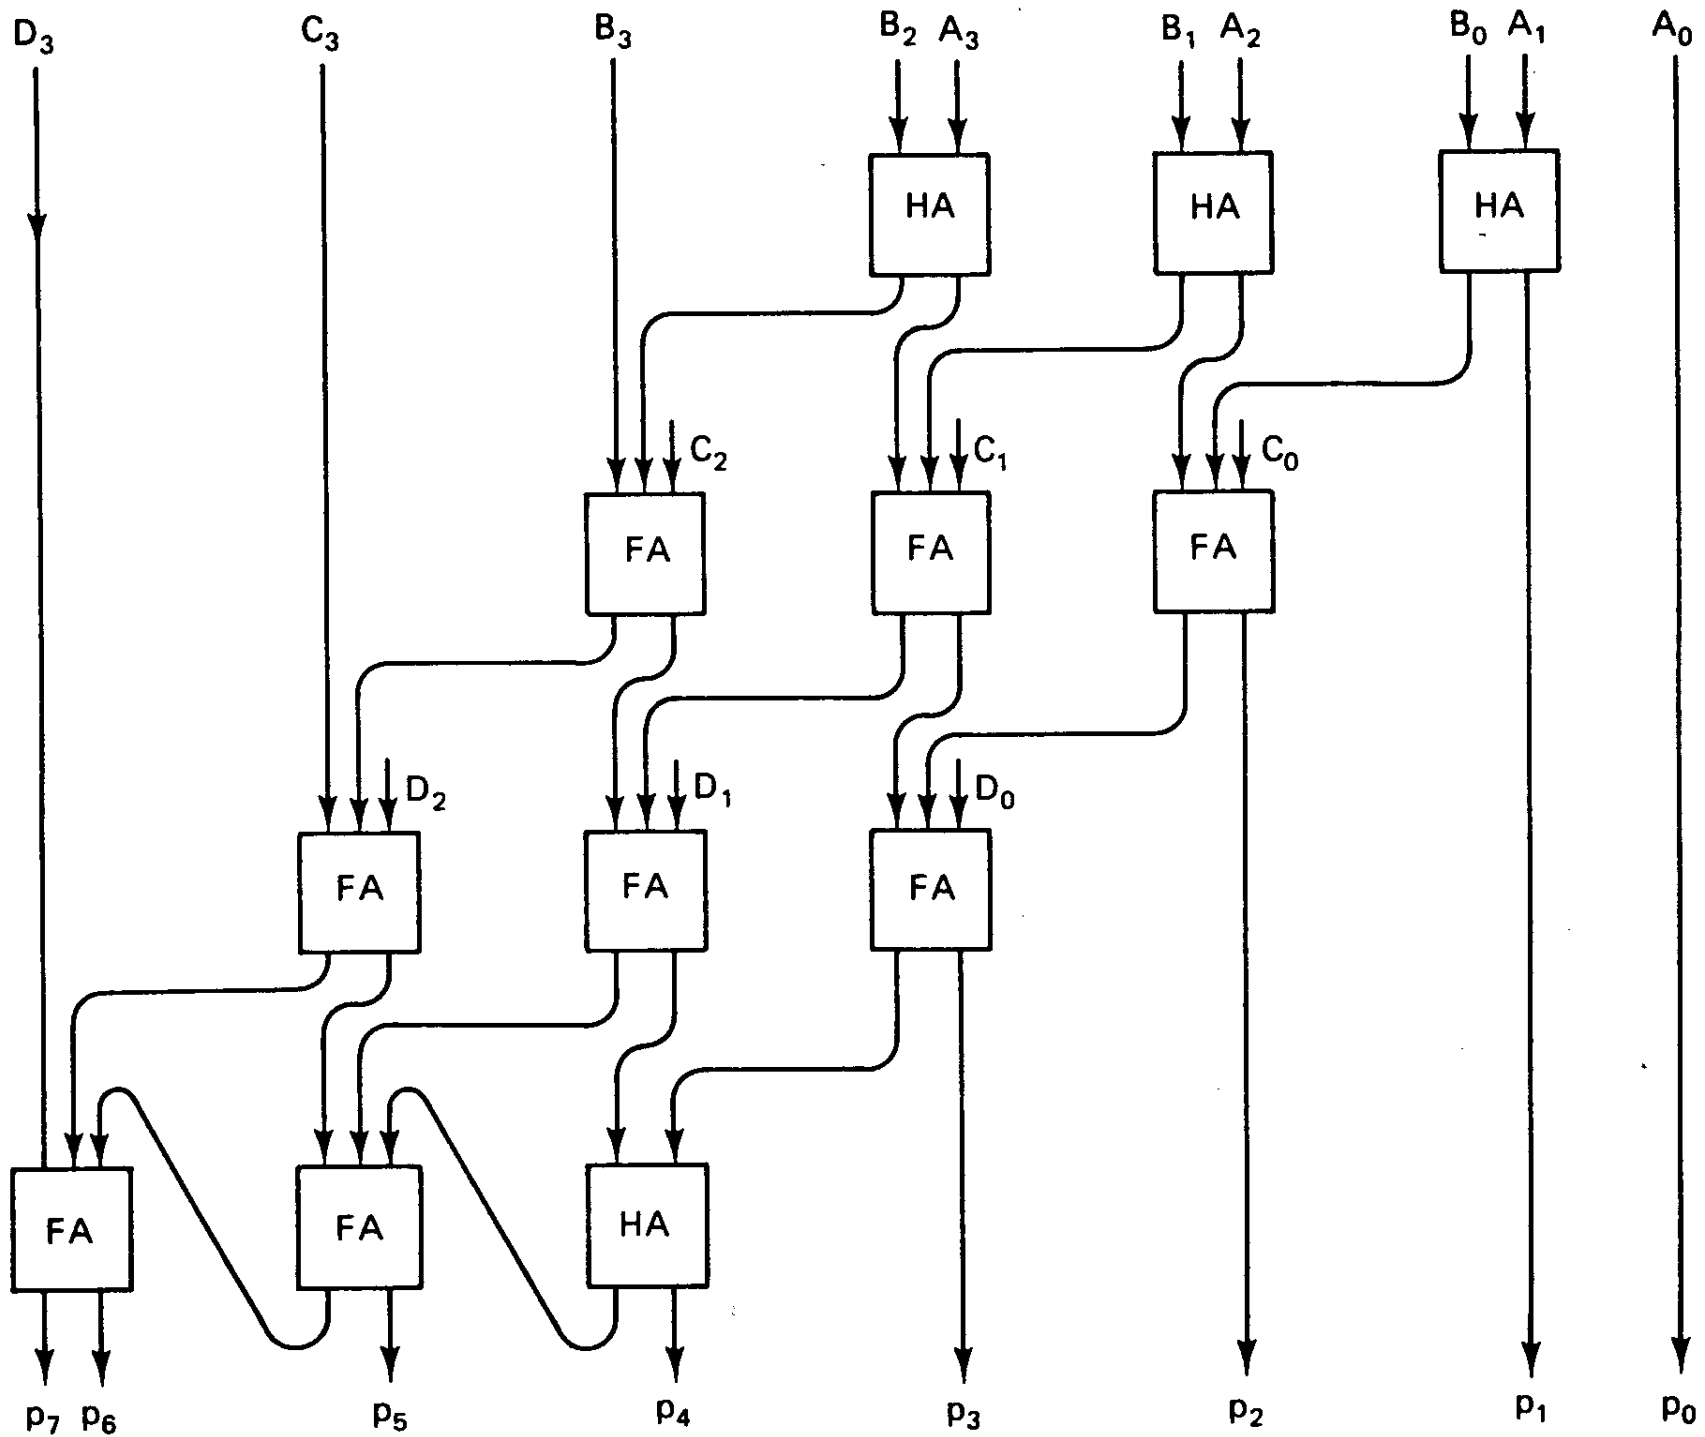 D₃ C₃ B₃ B₂ A₃ B₁ A₂ B₀ A₁ A₀
HA HA HA
C₂ C₁ C₀
FA FA FA
D₂ D₁ D₀
FA FA FA
FA FA HA
p₇ p₆ p₅ p₄ p₃ p₂ p₁ p₀